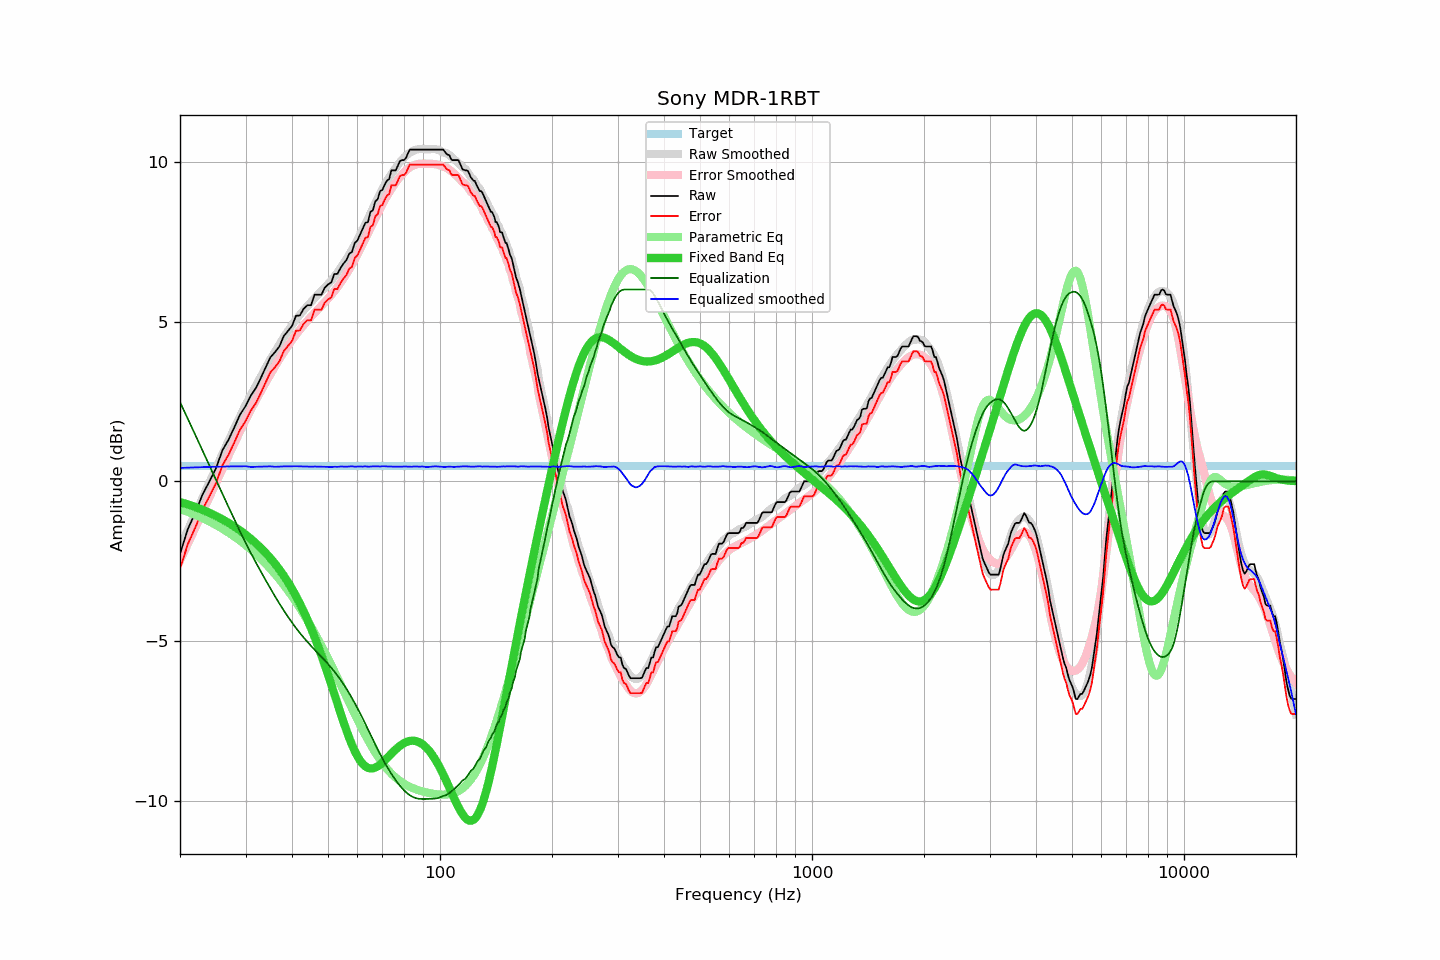 Sony MDR-1RBT
Target
Raw Smoothed
Error Smoothed
Raw
Error
Parametric Eq
Fixed Band Eq
Equalization
Equalized smoothed
10
5
0
−5
−10
Amplitude (dBr)
100
1000
10000
Frequency (Hz)